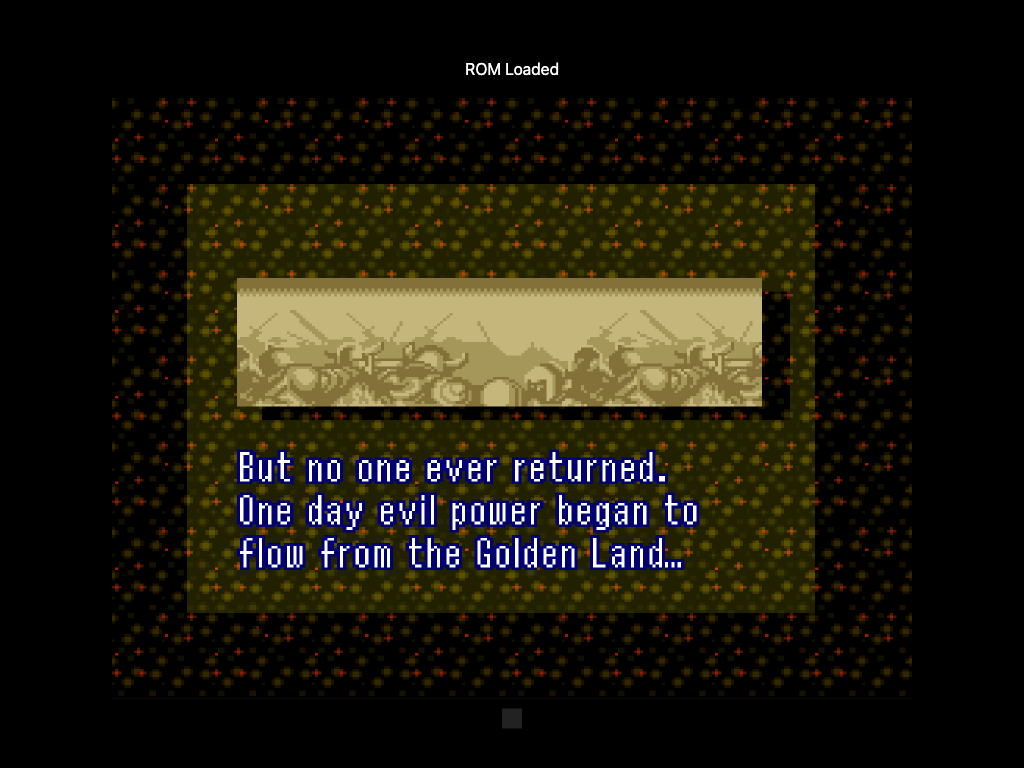 ROM Loaded
But no one ever returned.
One day evil power began to
flow from the Golden Land…